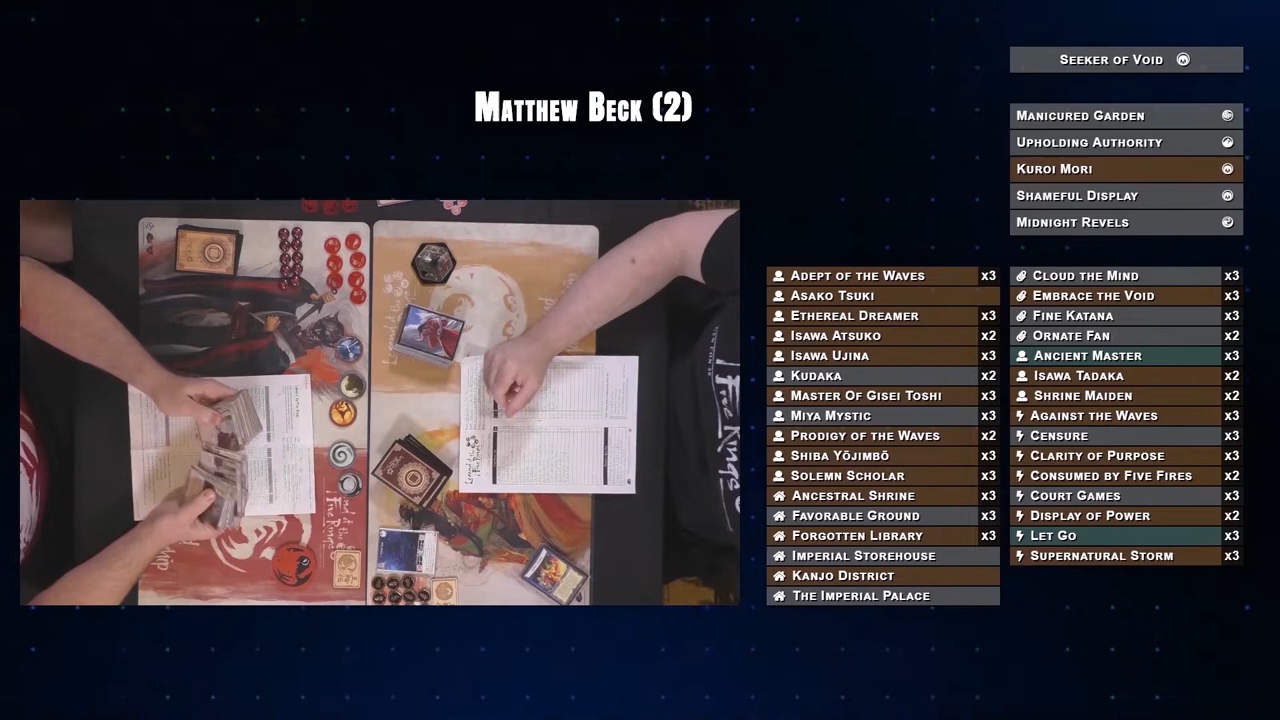 Matthew Beck (2)
Seeker of Void
Manicured Garden
Upholding Authority
Kuroi Mori
Shameful Display
Midnight Revels
Adept of the Waves x3
Asako Tsuki
Ethereal Dreamer x3
Isawa Atsuko x2
Isawa Ujina x3
Kudaka x2
Master Of Gisei Toshi x3
Miya Mystic x3
Prodigy of the Waves x2
Shiba Yōjimbō x3
Solemn Scholar x3
Ancestral Shrine x3
Favorable Ground x3
Forgotten Library x3
Imperial Storehouse
Kanjo District
The Imperial Palace
Cloud the Mind x3
Embrace the Void x3
Fine Katana x3
Ornate Fan x2
Ancient Master x3
Isawa Tadaka x2
Shrine Maiden x2
Against the Waves x3
Censure x3
Clarity of Purpose x3
Consumed by Five Fires x2
Court Games x3
Display of Power x2
Let Go x3
Supernatural Storm x3